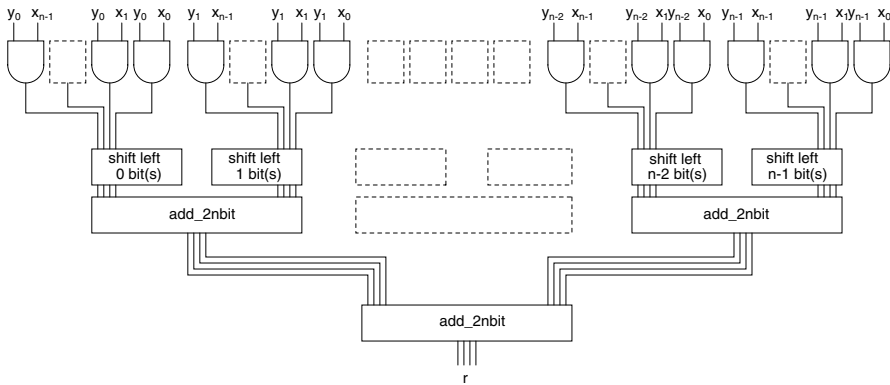 y0 xn-1 y0 x1 y0 x0 y1 xn-1 y1 x1 y1 x0 yn-2 xn-1 yn-2 x1 yn-2 x0 yn-1 xn-1 yn-1 x1 yn-1 x0
shift left
0 bit(s)
shift left
1 bit(s)
shift left
n-2 bit(s)
shift left
n-1 bit(s)
add_2nbit
add_2nbit
add_2nbit
r